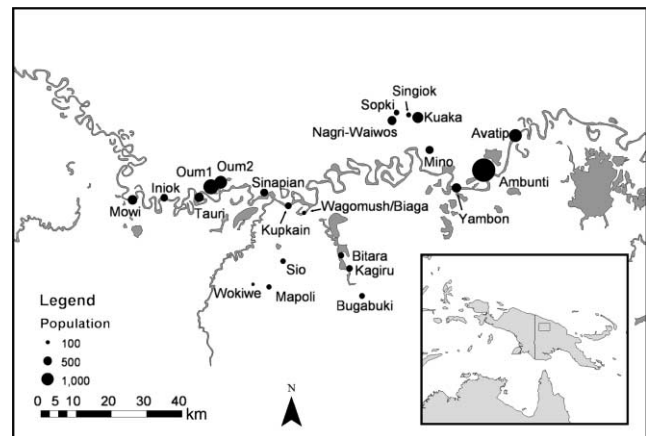 Singiok
Sopki
Kuaka
Nagri-Waiwos
Avatip
Mino
Oum2
Oum1
Sinapian
Ambunti
Iniok
Mowi
Tauri
Wagomush/Biaga
Yambon
Kupkain
Bitara
Sio
Kagiru
Wokiwe
Mapoli
Bugabuki
Legend
Population
100
500
1,000
0 5 10 20 30 40
km
N